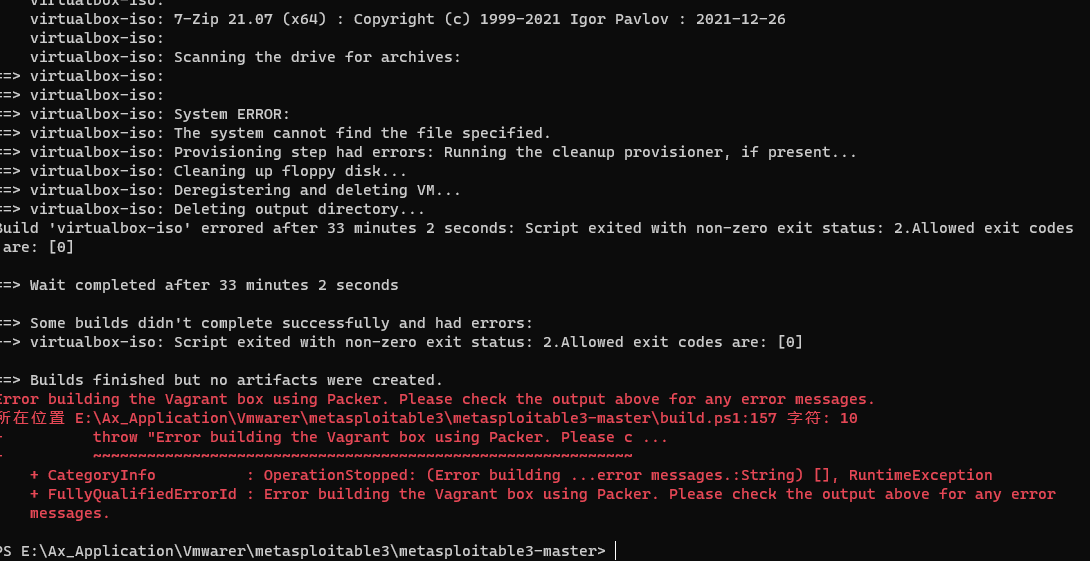 virtualbox-iso:
virtualbox-iso: 7-Zip 21.07 (x64) : Copyright (c) 1999-2021 Igor Pavlov : 2021-12-26
virtualbox-iso:
virtualbox-iso: Scanning the drive for archives:
==> virtualbox-iso:
==> virtualbox-iso:
==> virtualbox-iso: System ERROR:
==> virtualbox-iso: The system cannot find the file specified.
==> virtualbox-iso: Provisioning step had errors: Running the cleanup provisioner, if present...
==> virtualbox-iso: Cleaning up floppy disk...
==> virtualbox-iso: Deregistering and deleting VM...
==> virtualbox-iso: Deleting output directory...
Build 'virtualbox-iso' errored after 33 minutes 2 seconds: Script exited with non-zero exit status: 2.Allowed exit codes
are: [0]
==> Wait completed after 33 minutes 2 seconds
==> Some builds didn't complete successfully and had errors:
--> virtualbox-iso: Script exited with non-zero exit status: 2.Allowed exit codes are: [0]
==> Builds finished but no artifacts were created.
Error building the Vagrant box using Packer. Please check the output above for any error messages.
所在位置 E:\Ax_Application\Vmwarer\metasploitable3\metasploitable3-master\build.ps1:157 字符: 10
+         throw "Error building the Vagrant box using Packer. Please c ...
+         ~~~~~~~~~~~~~~~~~~~~~~~~~~~~~~~~~~~~~~~~~~~~~~~~~~~~~~~~~~~~
+ CategoryInfo          : OperationStopped: (Error building ...error messages.:String) [], RuntimeException
+ FullyQualifiedErrorId : Error building the Vagrant box using Packer. Please check the output above for any error
messages.
PS E:\Ax_Application\Vmwarer\metasploitable3\metasploitable3-master>